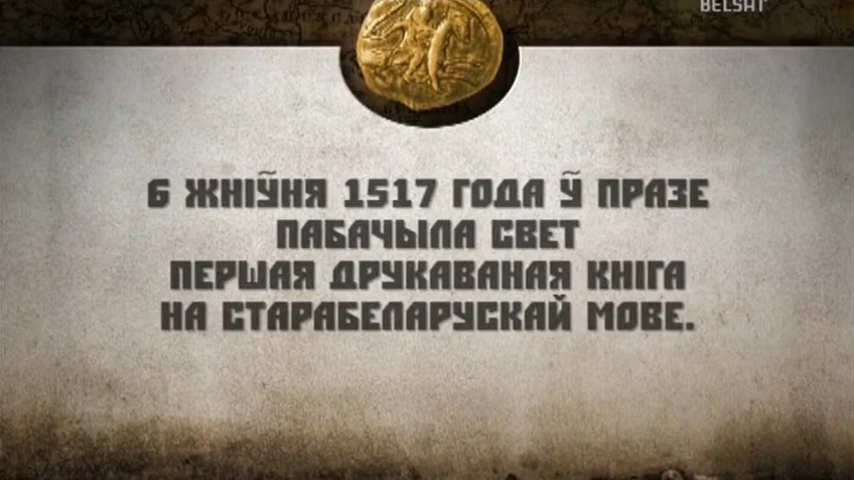 BELSAT
6 ЖНІЎНЯ 1517 ГОДА Ў ПРАЗЕ
ПАБАЧЫЛА СВЕТ
ПЕРШАЯ ДРУКАВАНАЯ КНІГА
НА СТАРАБЕЛАРУСКАЙ МОВЕ.